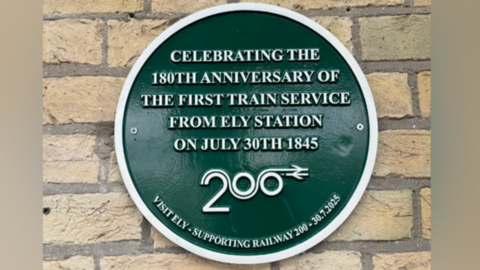 CELEBRATING THE
180TH ANNIVERSARY OF
THE FIRST TRAIN SERVICE
FROM ELY STATION
ON JULY 30TH 1845
200
VISIT ELY - SUPPORTING RAILWAY 200 - 30.7.2025